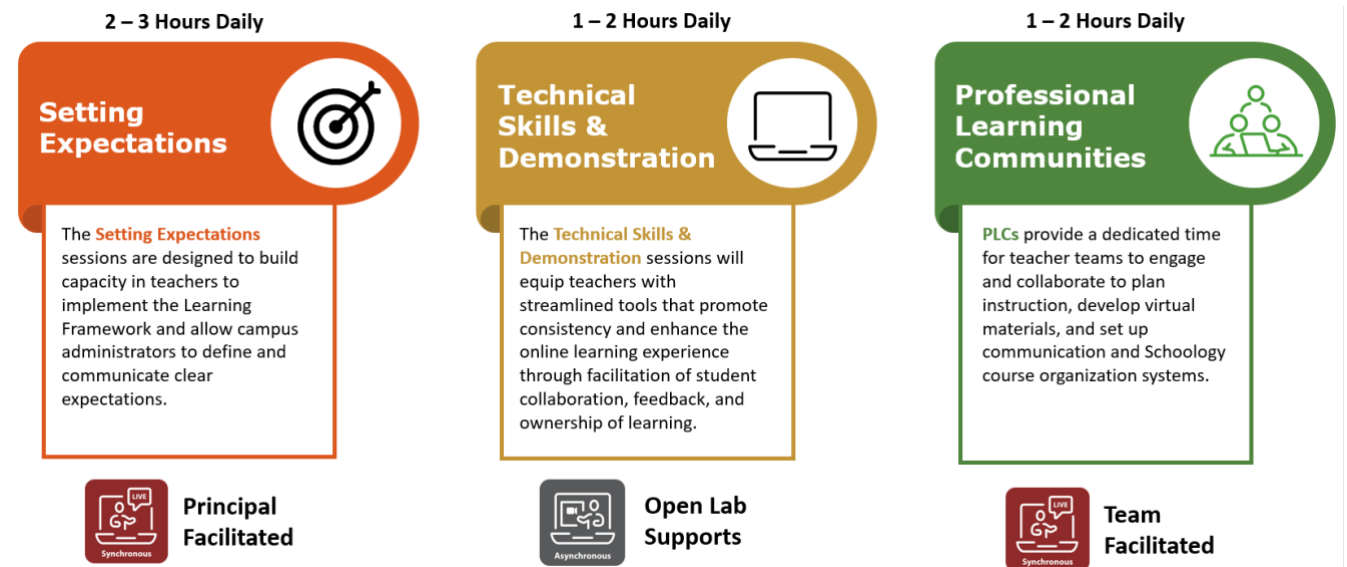 2 – 3 Hours Daily
Setting
Expectations
The Setting Expectations
sessions are designed to build
capacity in teachers to
implement the Learning
Framework and allow campus
administrators to define and
communicate clear
expectations.
LIVE
Synchronous
Principal
Facilitated
1 – 2 Hours Daily
Technical
Skills &
Demonstration
The Technical Skills &
Demonstration sessions will
equip teachers with
streamlined tools that promote
consistency and enhance the
online learning experience
through facilitation of student
collaboration, feedback, and
ownership of learning.
Asynchronous
Open Lab
Supports
1 – 2 Hours Daily
Professional
Learning
Communities
PLCs provide a dedicated time
for teacher teams to engage
and collaborate to plan
instruction, develop virtual
materials, and set up
communication and Schoology
course organization systems.
LIVE
Synchronous
Team
Facilitated